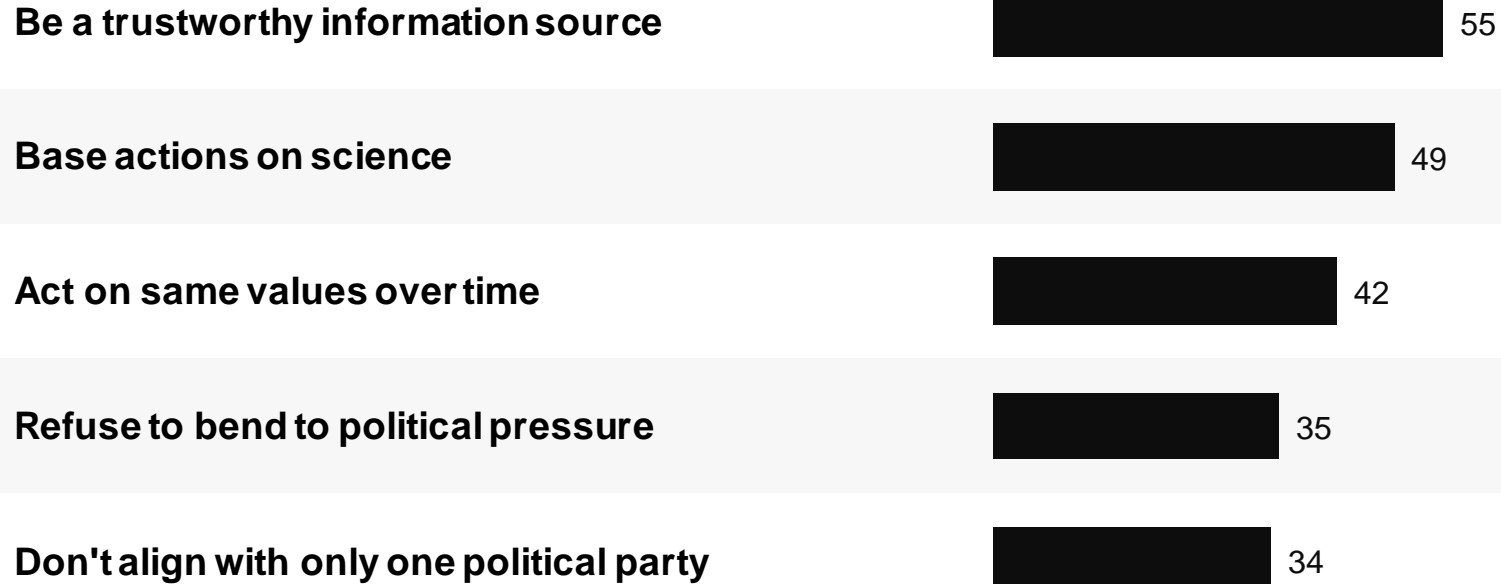 Be a trustworthy information source 55
Base actions on science 49
Act on same values over time 42
Refuse to bend to political pressure 35
Don't align with only one political party 34